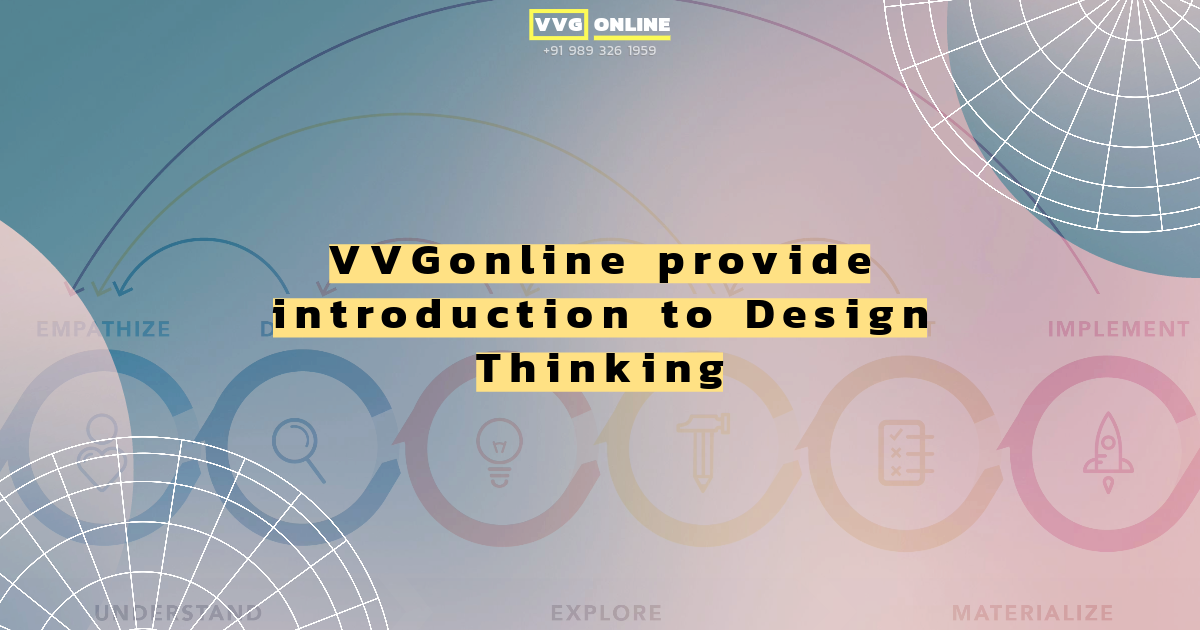 VVG ONLINE
+91 989 326 1959
VVGonline provide
introduction to Design
Thinking
EMPATHIZE
IMPLEMENT
UNDERSTAND
EXPLORE
MATERIALIZE